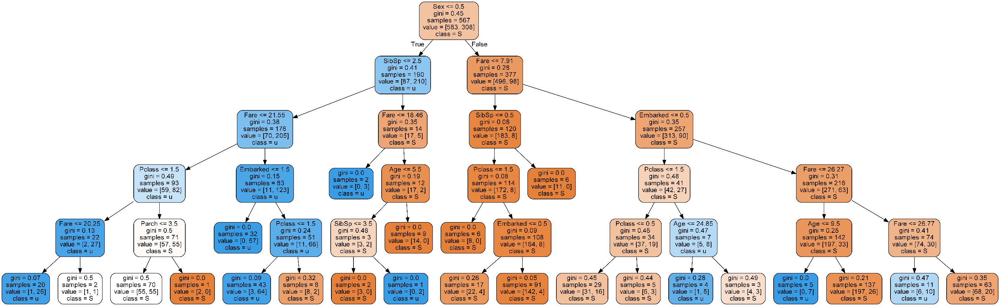 Sex <= 0.5
gini = 0.45
samples = 567
value = [583, 308]
class = S
True
False
SibSp <= 2.5
gini = 0.41
samples = 190
value = [87, 210]
class = u
Fare <= 7.91
gini = 0.28
samples = 377
value = [496, 98]
class = S
Fare <= 21.55
gini = 0.38
samples = 176
value = [70, 205]
class = u
Fare <= 18.46
gini = 0.35
samples = 14
value = [17, 5]
class = S
SibSp <= 0.5
gini = 0.08
samples = 120
value = [183, 8]
class = S
Embarked <= 0.5
gini = 0.35
samples = 257
value = [313, 90]
class = S
Pclass <= 1.5
gini = 0.49
samples = 93
value = [59, 82]
class = u
Embarked <= 1.5
gini = 0.15
samples = 83
value = [11, 123]
class = u
gini = 0.0
samples = 2
value = [0, 3]
class = u
Age <= 5.5
gini = 0.19
samples = 12
value = [17, 2]
class = S
Pclass <= 1.5
gini = 0.08
samples = 114
value = [172, 8]
class = S
gini = 0.0
samples = 6
value = [11, 0]
class = S
Pclass <= 1.5
gini = 0.48
samples = 41
value = [42, 27]
class = S
Fare <= 26.27
gini = 0.31
samples = 216
value = [271, 63]
class = S
Fare <= 20.25
gini = 0.13
samples = 22
value = [2, 27]
class = u
Parch <= 3.5
gini = 0.5
samples = 71
value = [57, 55]
class = S
gini = 0.0
samples = 32
value = [0, 57]
class = u
Pclass <= 1.5
gini = 0.24
samples = 51
value = [11, 66]
class = u
SibSp <= 3.5
gini = 0.48
samples = 3
value = [3, 2]
class = S
gini = 0.0
samples = 9
value = [14, 0]
class = S
gini = 0.0
samples = 6
value = [8, 0]
class = S
Embarked <= 0.5
gini = 0.09
samples = 108
value = [164, 8]
class = S
Pclass <= 0.5
gini = 0.45
samples = 34
value = [37, 19]
class = S
Age <= 24.85
gini = 0.47
samples = 7
value = [5, 8]
class = u
Age <= 9.5
gini = 0.25
samples = 142
value = [197, 33]
class = S
Fare <= 26.77
gini = 0.41
samples = 74
value = [74, 30]
class = S
gini = 0.07
samples = 20
value = [1, 26]
class = u
gini = 0.5
samples = 2
value = [1, 1]
class = S
gini = 0.5
samples = 70
value = [55, 55]
class = S
gini = 0.0
samples = 1
value = [2, 0]
class = S
gini = 0.09
samples = 43
value = [3, 64]
class = u
gini = 0.32
samples = 8
value = [8, 2]
class = S
gini = 0.0
samples = 2
value = [3, 0]
class = S
gini = 0.0
samples = 1
value = [0, 2]
class = u
gini = 0.26
samples = 17
value = [22, 4]
class = S
gini = 0.05
samples = 91
value = [142, 4]
class = S
gini = 0.45
samples = 29
value = [31, 16]
class = S
gini = 0.44
samples = 5
value = [6, 3]
class = S
gini = 0.28
samples = 4
value = [1, 5]
class = u
gini = 0.49
samples = 3
value = [4, 3]
class = S
gini = 0.0
samples = 5
value = [0, 7]
class = u
gini = 0.21
samples = 137
value = [197, 26]
class = S
gini = 0.47
samples = 11
value = [6, 10]
class = u
gini = 0.35
samples = 63
value = [68, 20]
class = S